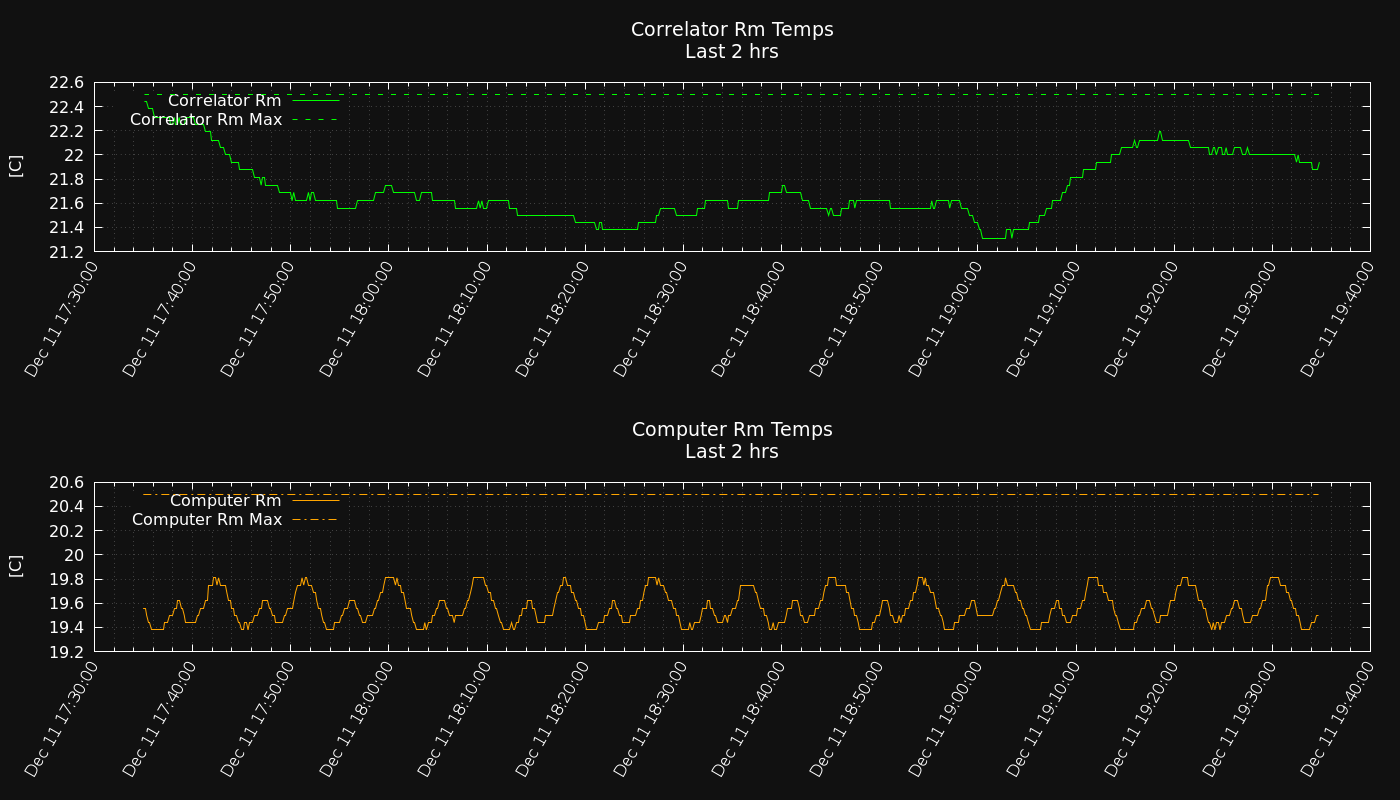 Correlator Rm Temps
Last 2 hrs
22.6
22.4
22.2
22
21.8
21.6
21.4
21.2
[C]
Correlator Rm
Correlator Rm Max
Dec 11 17:30:00
Dec 11 17:40:00
Dec 11 17:50:00
Dec 11 18:00:00
Dec 11 18:10:00
Dec 11 18:20:00
Dec 11 18:30:00
Dec 11 18:40:00
Dec 11 18:50:00
Dec 11 19:00:00
Dec 11 19:10:00
Dec 11 19:20:00
Dec 11 19:30:00
Dec 11 19:40:00
Computer Rm Temps
Last 2 hrs
20.6
20.4
20.2
20
19.8
19.6
19.4
19.2
[C]
Computer Rm
Computer Rm Max
Dec 11 17:30:00
Dec 11 17:40:00
Dec 11 17:50:00
Dec 11 18:00:00
Dec 11 18:10:00
Dec 11 18:20:00
Dec 11 18:30:00
Dec 11 18:40:00
Dec 11 18:50:00
Dec 11 19:00:00
Dec 11 19:10:00
Dec 11 19:20:00
Dec 11 19:30:00
Dec 11 19:40:00